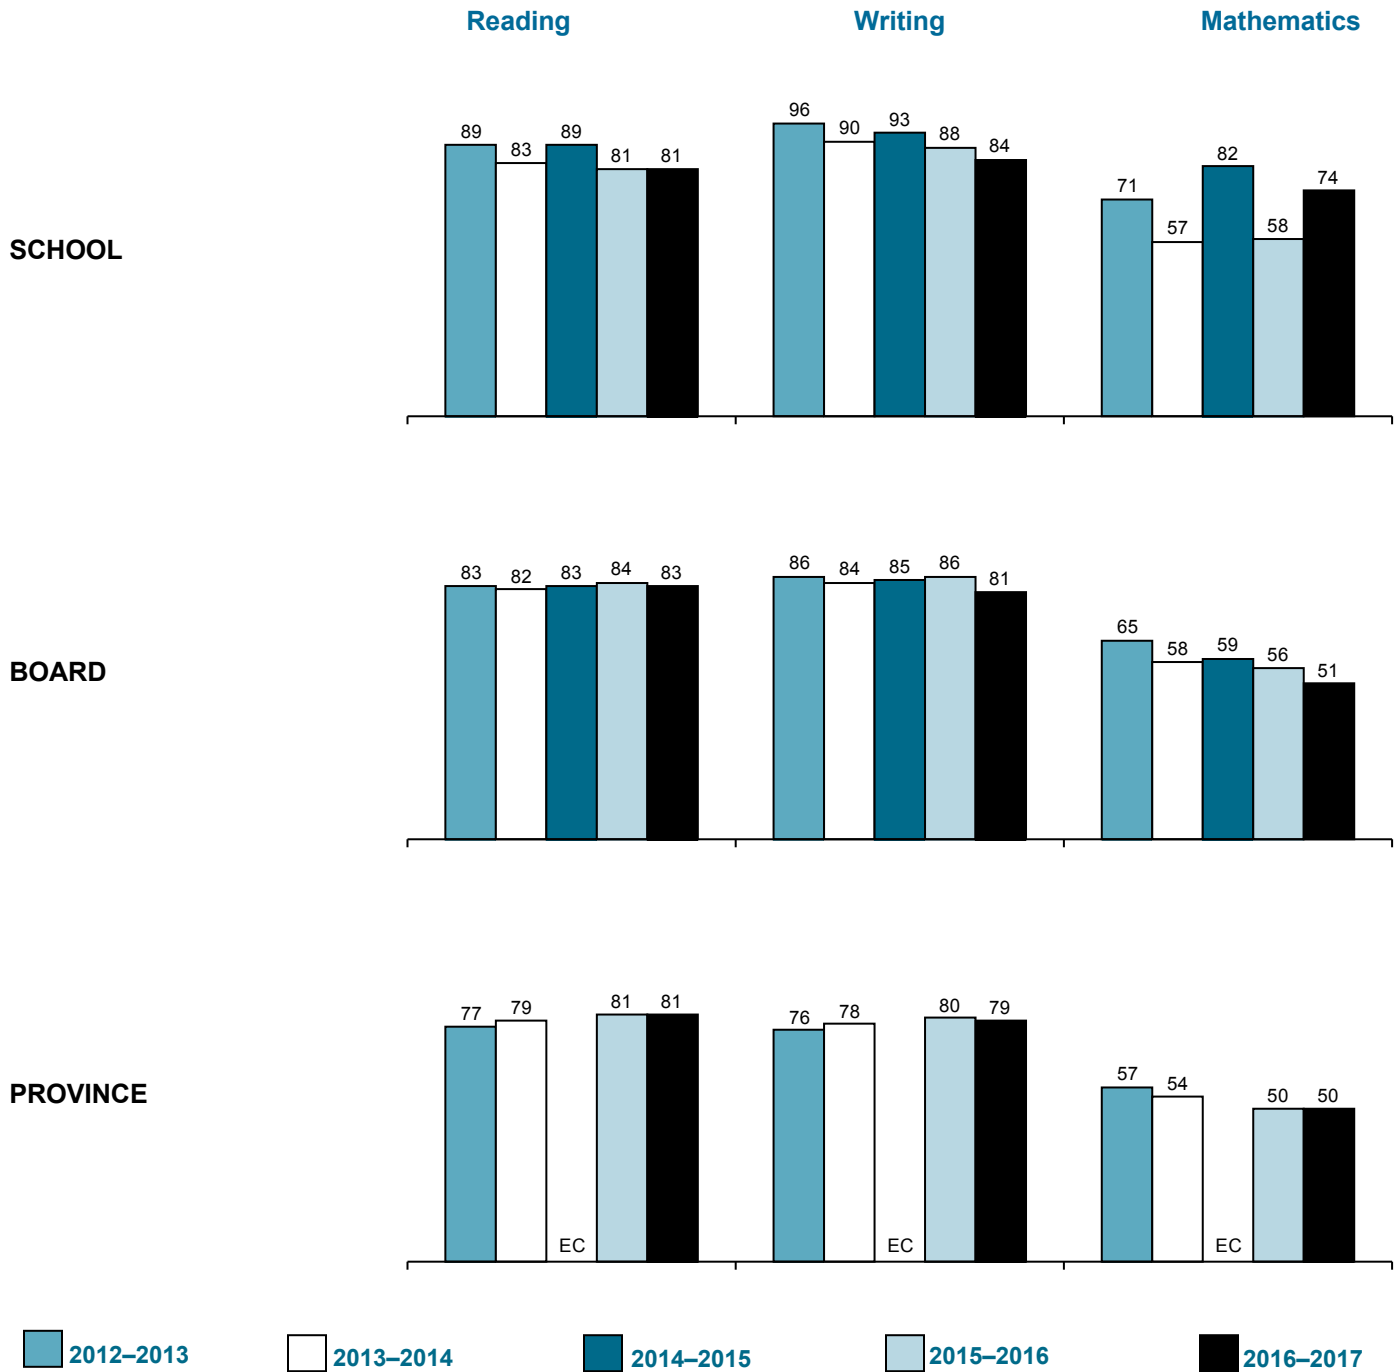 Reading Writing Mathematics
SCHOOL
89 83 89 81 81 96 90 93 88 84 71 57 82 58 74
BOARD
83 82 83 84 83 86 84 85 86 81 65 58 59 56 51
PROVINCE
77 79 EC 81 81 76 78 EC 80 79 57 54 EC 50 50
2012–2013 2013–2014 2014–2015 2015–2016 2016–2017